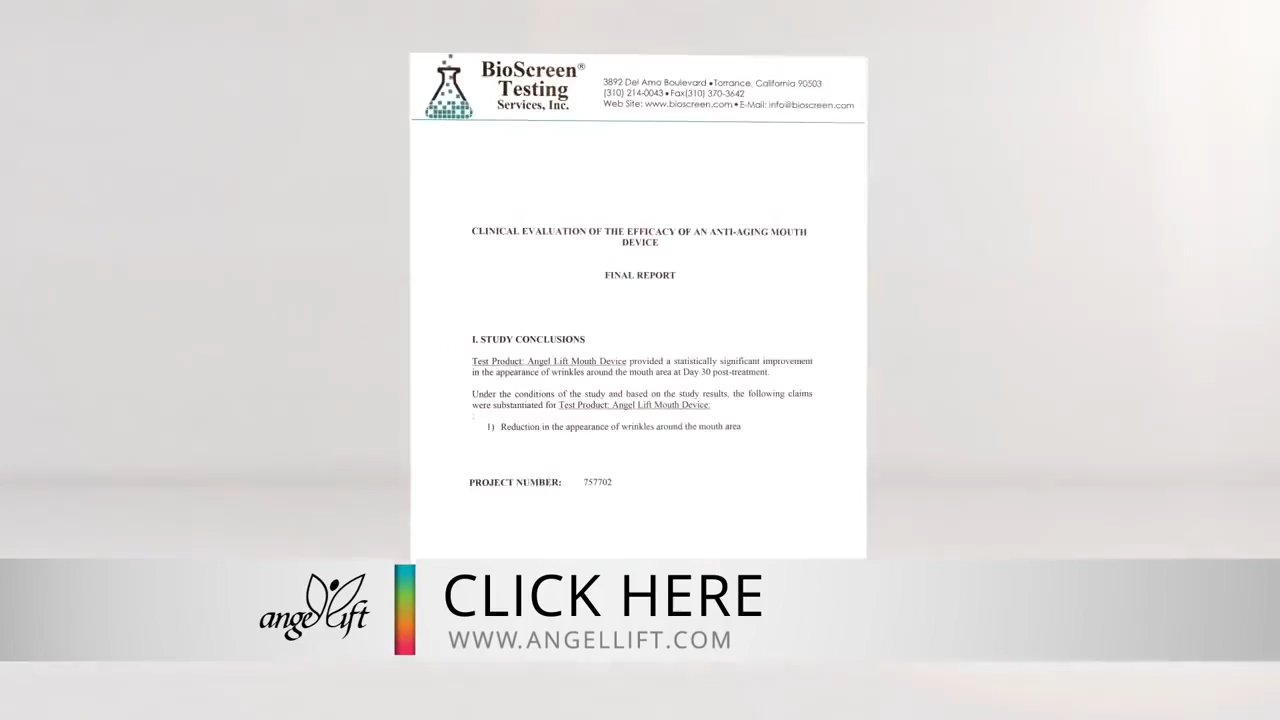 BioScreen®
Testing
Services, Inc.
3892 Del Amo Boulevard • Torrance, California 90503
(310) 214-0043 • Fax(310) 370-3642
Web Site: www.bioscreen.com • E-Mail: info@bioscreen.com
CLINICAL EVALUATION OF THE EFFICACY OF AN ANTI-AGING MOUTH
DEVICE
FINAL REPORT
I. STUDY CONCLUSIONS
Test Product: Angel Lift Mouth Device provided a statistically significant improvement
in the appearance of wrinkles around the mouth area at Day 30 post-treatment.
Under the conditions of the study and based on the study results, the following claims
were substantiated for Test Product: Angel Lift Mouth Device:
:
1) Reduction in the appearance of wrinkles around the mouth area
PROJECT NUMBER: 757702
angel lift
CLICK HERE
WWW.ANGELLIFT.COM